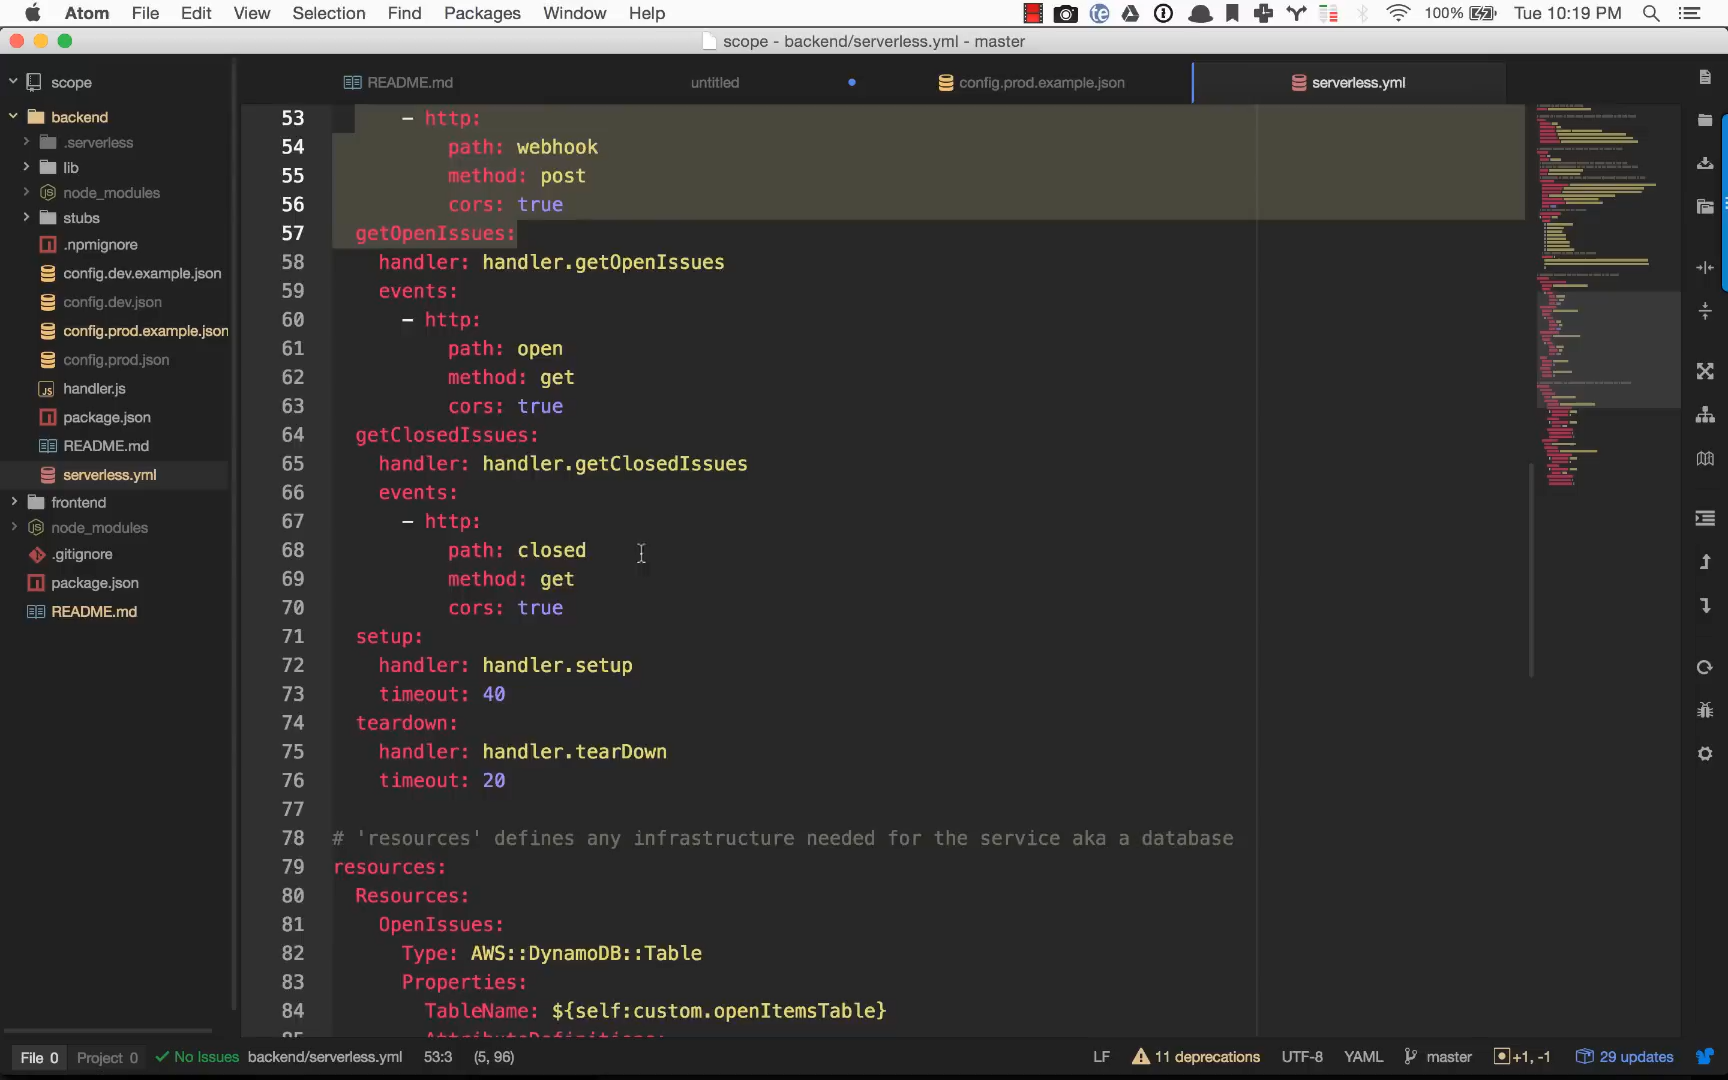 Atom File Edit View Selection Find Packages Window Help 100% Tue 10:19 PM
scope - backend/serverless.yml - master
scope
README.md untitled config.prod.example.json serverless.yml
backend
.serverless
lib
node_modules
stubs
.npmignore
config.dev.example.json
config.dev.json
config.prod.example.json
config.prod.json
handler.js
package.json
README.md
serverless.yml
frontend
node_modules
.gitignore
package.json
README.md
53 - http:
54 path: webhook
55 method: post
56 cors: true
57 getOpenIssues:
58 handler: handler.getOpenIssues
59 events:
60 - http:
61 path: open
62 method: get
63 cors: true
64 getClosedIssues:
65 handler: handler.getClosedIssues
66 events:
67 - http:
68 path: closed
69 method: get
70 cors: true
71 setup:
72 handler: handler.setup
73 timeout: 40
74 teardown:
75 handler: handler.tearDown
76 timeout: 20
77
78 # 'resources' defines any infrastructure needed for the service aka a database
79 resources:
80 Resources:
81 OpenIssues:
82 Type: AWS::DynamoDB::Table
83 Properties:
84 TableName: ${self:custom.openItemsTable}
File 0 Project 0 No Issues backend/serverless.yml 53:3 (5, 96) LF 11 deprecations UTF-8 YAML master +1, -1 29 updates